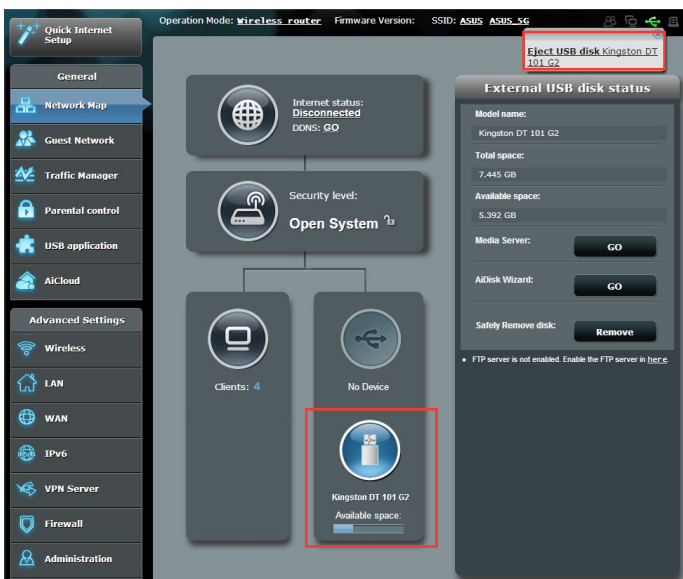 Quick Internet
Setup
Operation Mode: Wireless router Firmware Version: SSID: ASUS ASUS_5G
Eject USB disk Kingston DT
101 G2
General
Network Map
Guest Network
Traffic Manager
Parental control
USB application
AiCloud
Advanced Settings
Wireless
LAN
WAN
IPv6
VPN Server
Firewall
Administration
Internet status:
Disconnected
DDNS: GO
Security level:
Open System
Clients: 4
No Device
Kingston DT 101 G2
Available space:
External USB disk status
Model name:
Kingston DT 101 G2
Total space:
7.445 GB
Available space:
5.392 GB
Media Server: GO
AiDisk Wizard: GO
Safely Remove disk: Remove
FTP server is not enabled. Enable the FTP server in here.